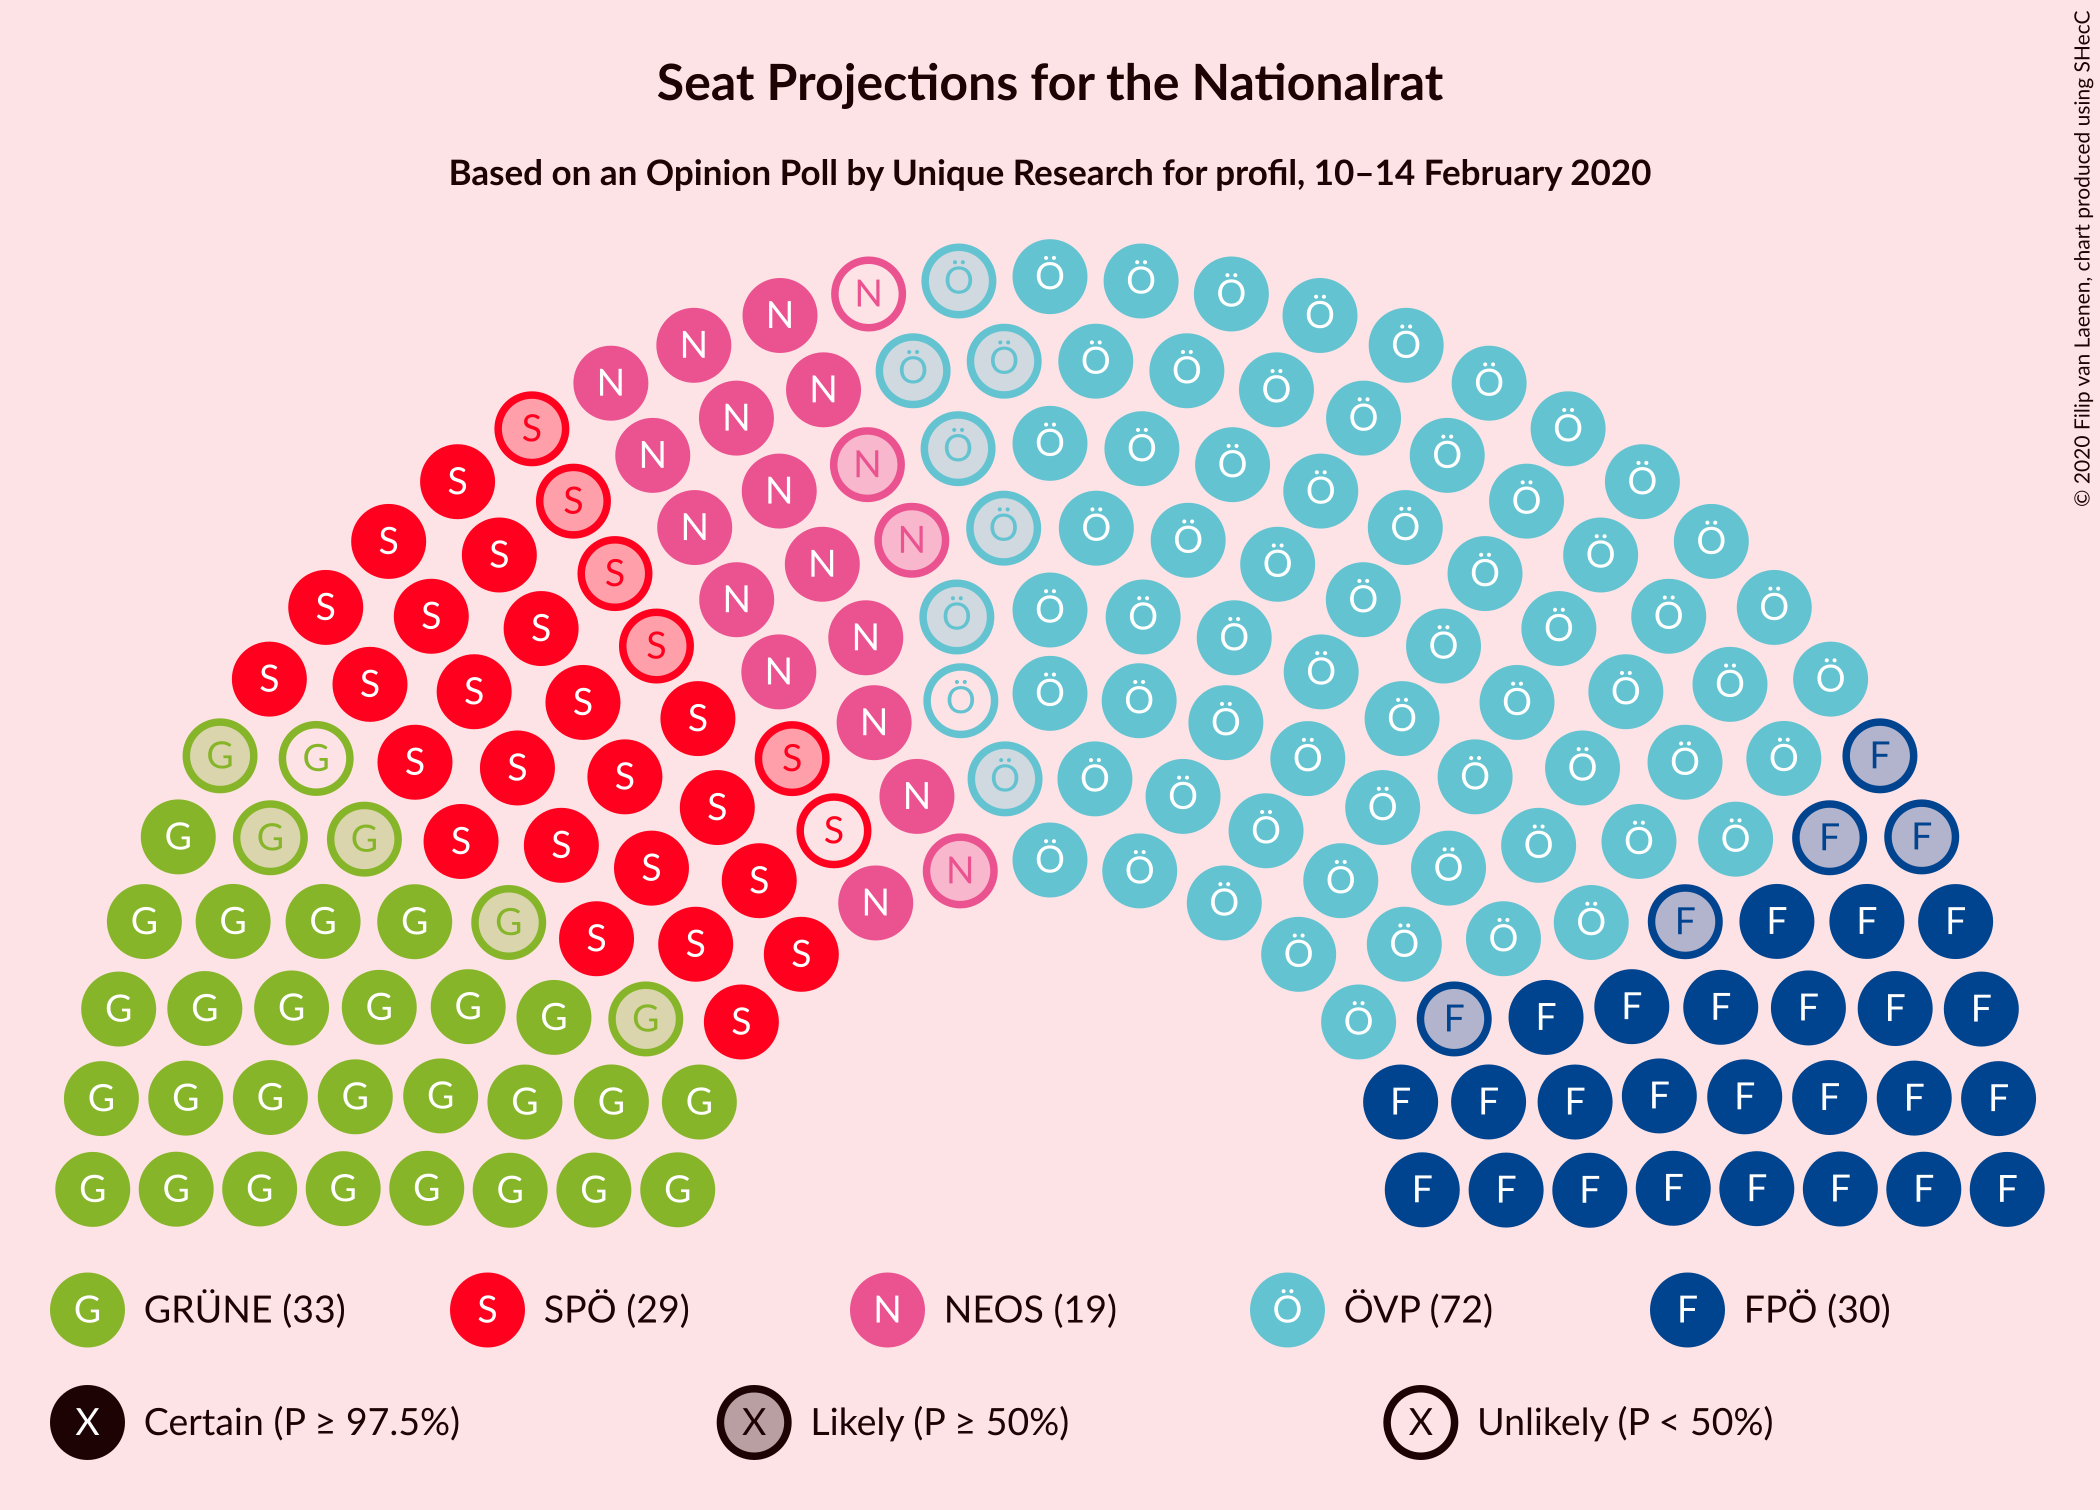 Seat Projections for the Nationalrat
Based on an Opinion Poll by Unique Research for profil, 10–14 February 2020
© 2020 Filip van Laenen, chart produced using SHecC
N Ö Ö Ö Ö Ö
N N Ö Ö Ö Ö Ö Ö Ö
S N N N Ö Ö Ö Ö Ö Ö Ö
S S N N N N Ö Ö Ö Ö Ö Ö Ö Ö
S S S N N N N Ö Ö Ö Ö Ö Ö Ö Ö
S S S S N N N Ö Ö Ö Ö Ö Ö Ö Ö
S S S S S N N Ö Ö Ö Ö Ö Ö Ö Ö Ö
G G S S S S S N Ö Ö Ö Ö Ö Ö Ö Ö Ö F
G G G S S S S S N Ö Ö Ö Ö Ö Ö Ö F F
G G G G G S S S N Ö Ö Ö Ö Ö F F F F
G G G G G G G S Ö F F F F F F F
G G G G G G G G F F F F F F F F
G G G G G G G G F F F F F F F F
G GRÜNE (33) S SPÖ (29) N NEOS (19) Ö ÖVP (72) F FPÖ (30)
X Certain (P ≥ 97.5%) X Likely (P ≥ 50%) X Unlikely (P < 50%)